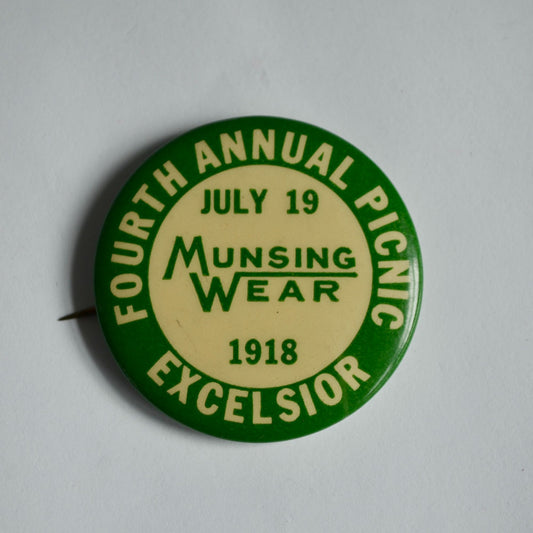 FOURTH ANNUAL PICNIC
JULY 19
MUNSING
WEAR
1918
EXCELSIOR